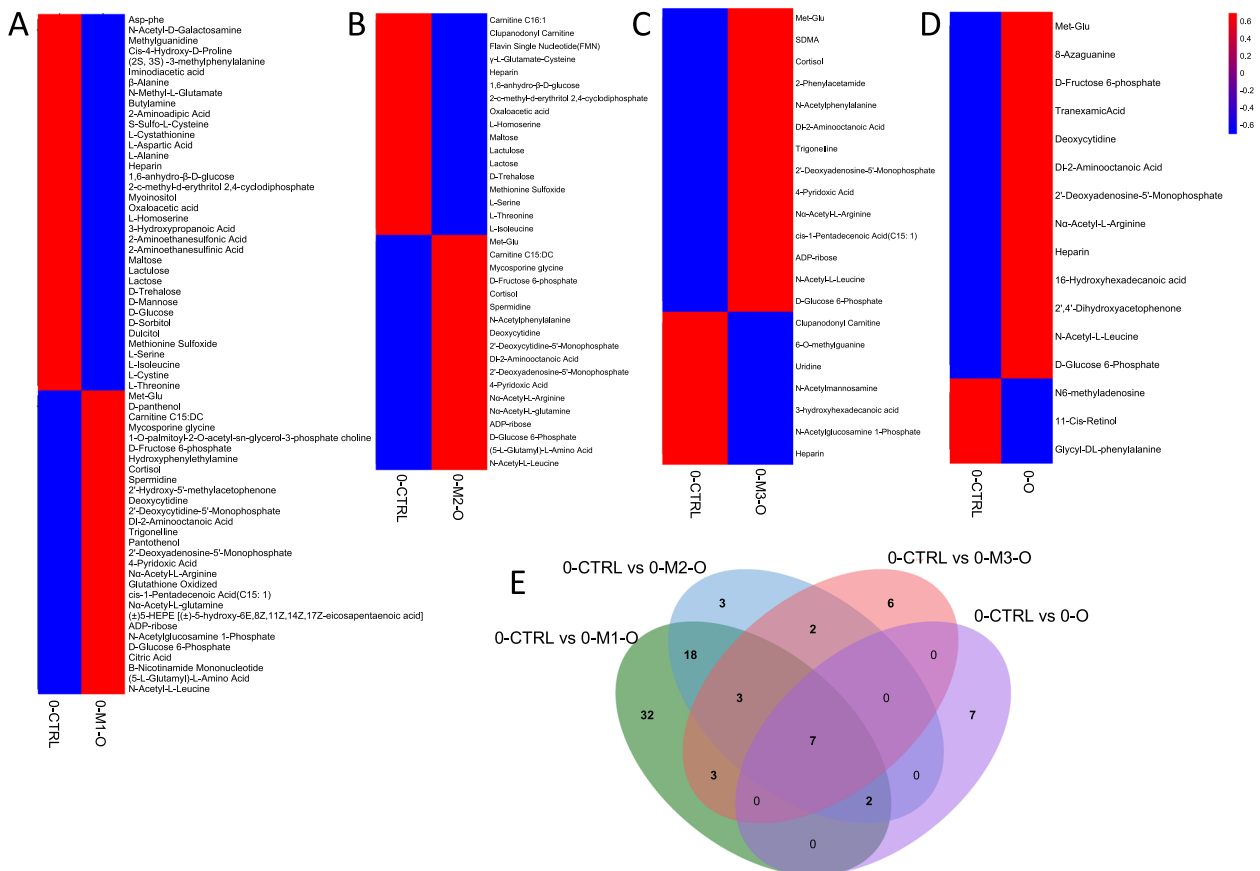 A
Asp-phe
N-Acetyl-D-Galactosamine
Methylguanidine
Cis-4-Hydroxy-D-Proline
(2S, 3S) -3-methylphenylalanine
Iminodiacetic acid
β-Alanine
N-Methyl-L-Glutamate
Butylamine
2-Aminoadipic Acid
S-Sulfo-L-Cysteine
L-Cystathionine
L-Aspartic Acid
L-Alanine
Heparin
1,6-anhydro-β-D-glucose
2-c-methyl-d-erythritol 2,4-cyclodiphosphate
Myoinositol
Oxaloacetic acid
L-Homoserine
3-Hydroxypropanoic Acid
2-Aminoethanesulfonic Acid
2-Aminoethanesulfinic Acid
Maltose
Lactulose
Lactose
D-Trehalose
D-Mannose
D-Glucose
D-Sorbitol
Dulcitol
Methionine Sulfoxide
L-Serine
L-Isoleucine
L-Cystine
L-Threonine
Met-Glu
D-panthenol
Carnitine C15:DC
Mycosporine glycine
1-O-palmitoyl-2-O-acetyl-sn-glycerol-3-phosphate choline
D-Fructose 6-phosphate
Hydroxyphenylethylamine
Cortisol
Spermidine
2'-Hydroxy-5'-methylacetophenone
Deoxycytidine
2'-Deoxycytidine-5'-Monophosphate
Dl-2-Aminooctanoic Acid
Trigonelline
Pantothenol
2'-Deoxyadenosine-5'-Monophosphate
4-Pyridoxic Acid
Nα-Acetyl-L-Arginine
Glutathione Oxidized
cis-1-Pentadecenoic Acid(C15: 1)
Nα-Acetyl-L-glutamine
(±)5-HEPE [(±)-5-hydroxy-6E,8Z,11Z,14Z,17Z-eicosapentaenoic acid]
ADP-ribose
N-Acetylglucosamine 1-Phosphate
D-Glucose 6-Phosphate
Citric Acid
B-Nicotinamide Mononucleotide
(5-L-Glutamyl)-L-Amino Acid
N-Acetyl-L-Leucine
0-CTRL
0-M1-O
B
Carnitine C16:1
Clupanodonyl Carnitine
Flavin Single Nucleotide(FMN)
γ-L-Glutamate-Cysteine
Heparin
1,6-anhydro-β-D-glucose
2-c-methyl-d-erythritol 2,4-cyclodiphosphate
Oxaloacetic acid
L-Homoserine
Maltose
Lactulose
Lactose
D-Trehalose
Methionine Sulfoxide
L-Serine
L-Threonine
L-Isoleucine
Met-Glu
Carnitine C15:DC
Mycosporine glycine
D-Fructose 6-phosphate
Cortisol
Spermidine
N-Acetylphenylalanine
Deoxycytidine
2'-Deoxycytidine-5'-Monophosphate
Dl-2-Aminooctanoic Acid
2'-Deoxyadenosine-5'-Monophosphate
4-Pyridoxic Acid
Nα-Acetyl-L-Arginine
Nα-Acetyl-L-glutamine
ADP-ribose
D-Glucose 6-Phosphate
(5-L-Glutamyl)-L-Amino Acid
N-Acetyl-L-Leucine
0-CTRL
0-M2-O
C
Met-Glu
SDMA
Cortisol
2-Phenylacetamide
N-Acetylphenylalanine
Dl-2-Aminooctanoic Acid
Trigonelline
2'-Deoxyadenosine-5'-Monophosphate
4-Pyridoxic Acid
Nα-Acetyl-L-Arginine
cis-1-Pentadecenoic Acid(C15: 1)
ADP-ribose
N-Acetyl-L-Leucine
D-Glucose 6-Phosphate
Clupanodonyl Carnitine
6-O-methylguanine
Uridine
N-Acetylmannosamine
3-hydroxyhexadecanoic acid
N-Acetylglucosamine 1-Phosphate
Heparin
0-CTRL
0-M3-O
D
Met-Glu
8-Azaguanine
D-Fructose 6-phosphate
TranexamicAcid
Deoxycytidine
Dl-2-Aminooctanoic Acid
2'-Deoxyadenosine-5'-Monophosphate
Nα-Acetyl-L-Arginine
Heparin
16-Hydroxyhexadecanoic acid
2',4'-Dihydroxyacetophenone
N-Acetyl-L-Leucine
D-Glucose 6-Phosphate
N6-methyladenosine
11-Cis-Retinol
Glycyl-DL-phenylalanine
0-CTRL
0-O
0.6
0.4
0.2
0
-0.2
-0.4
-0.6
E
0-CTRL vs 0-M2-O
0-CTRL vs 0-M3-O
0-CTRL vs 0-M1-O
0-CTRL vs 0-O
3
6
2
18
0
3
0
32
7
7
3
0
0
2
0